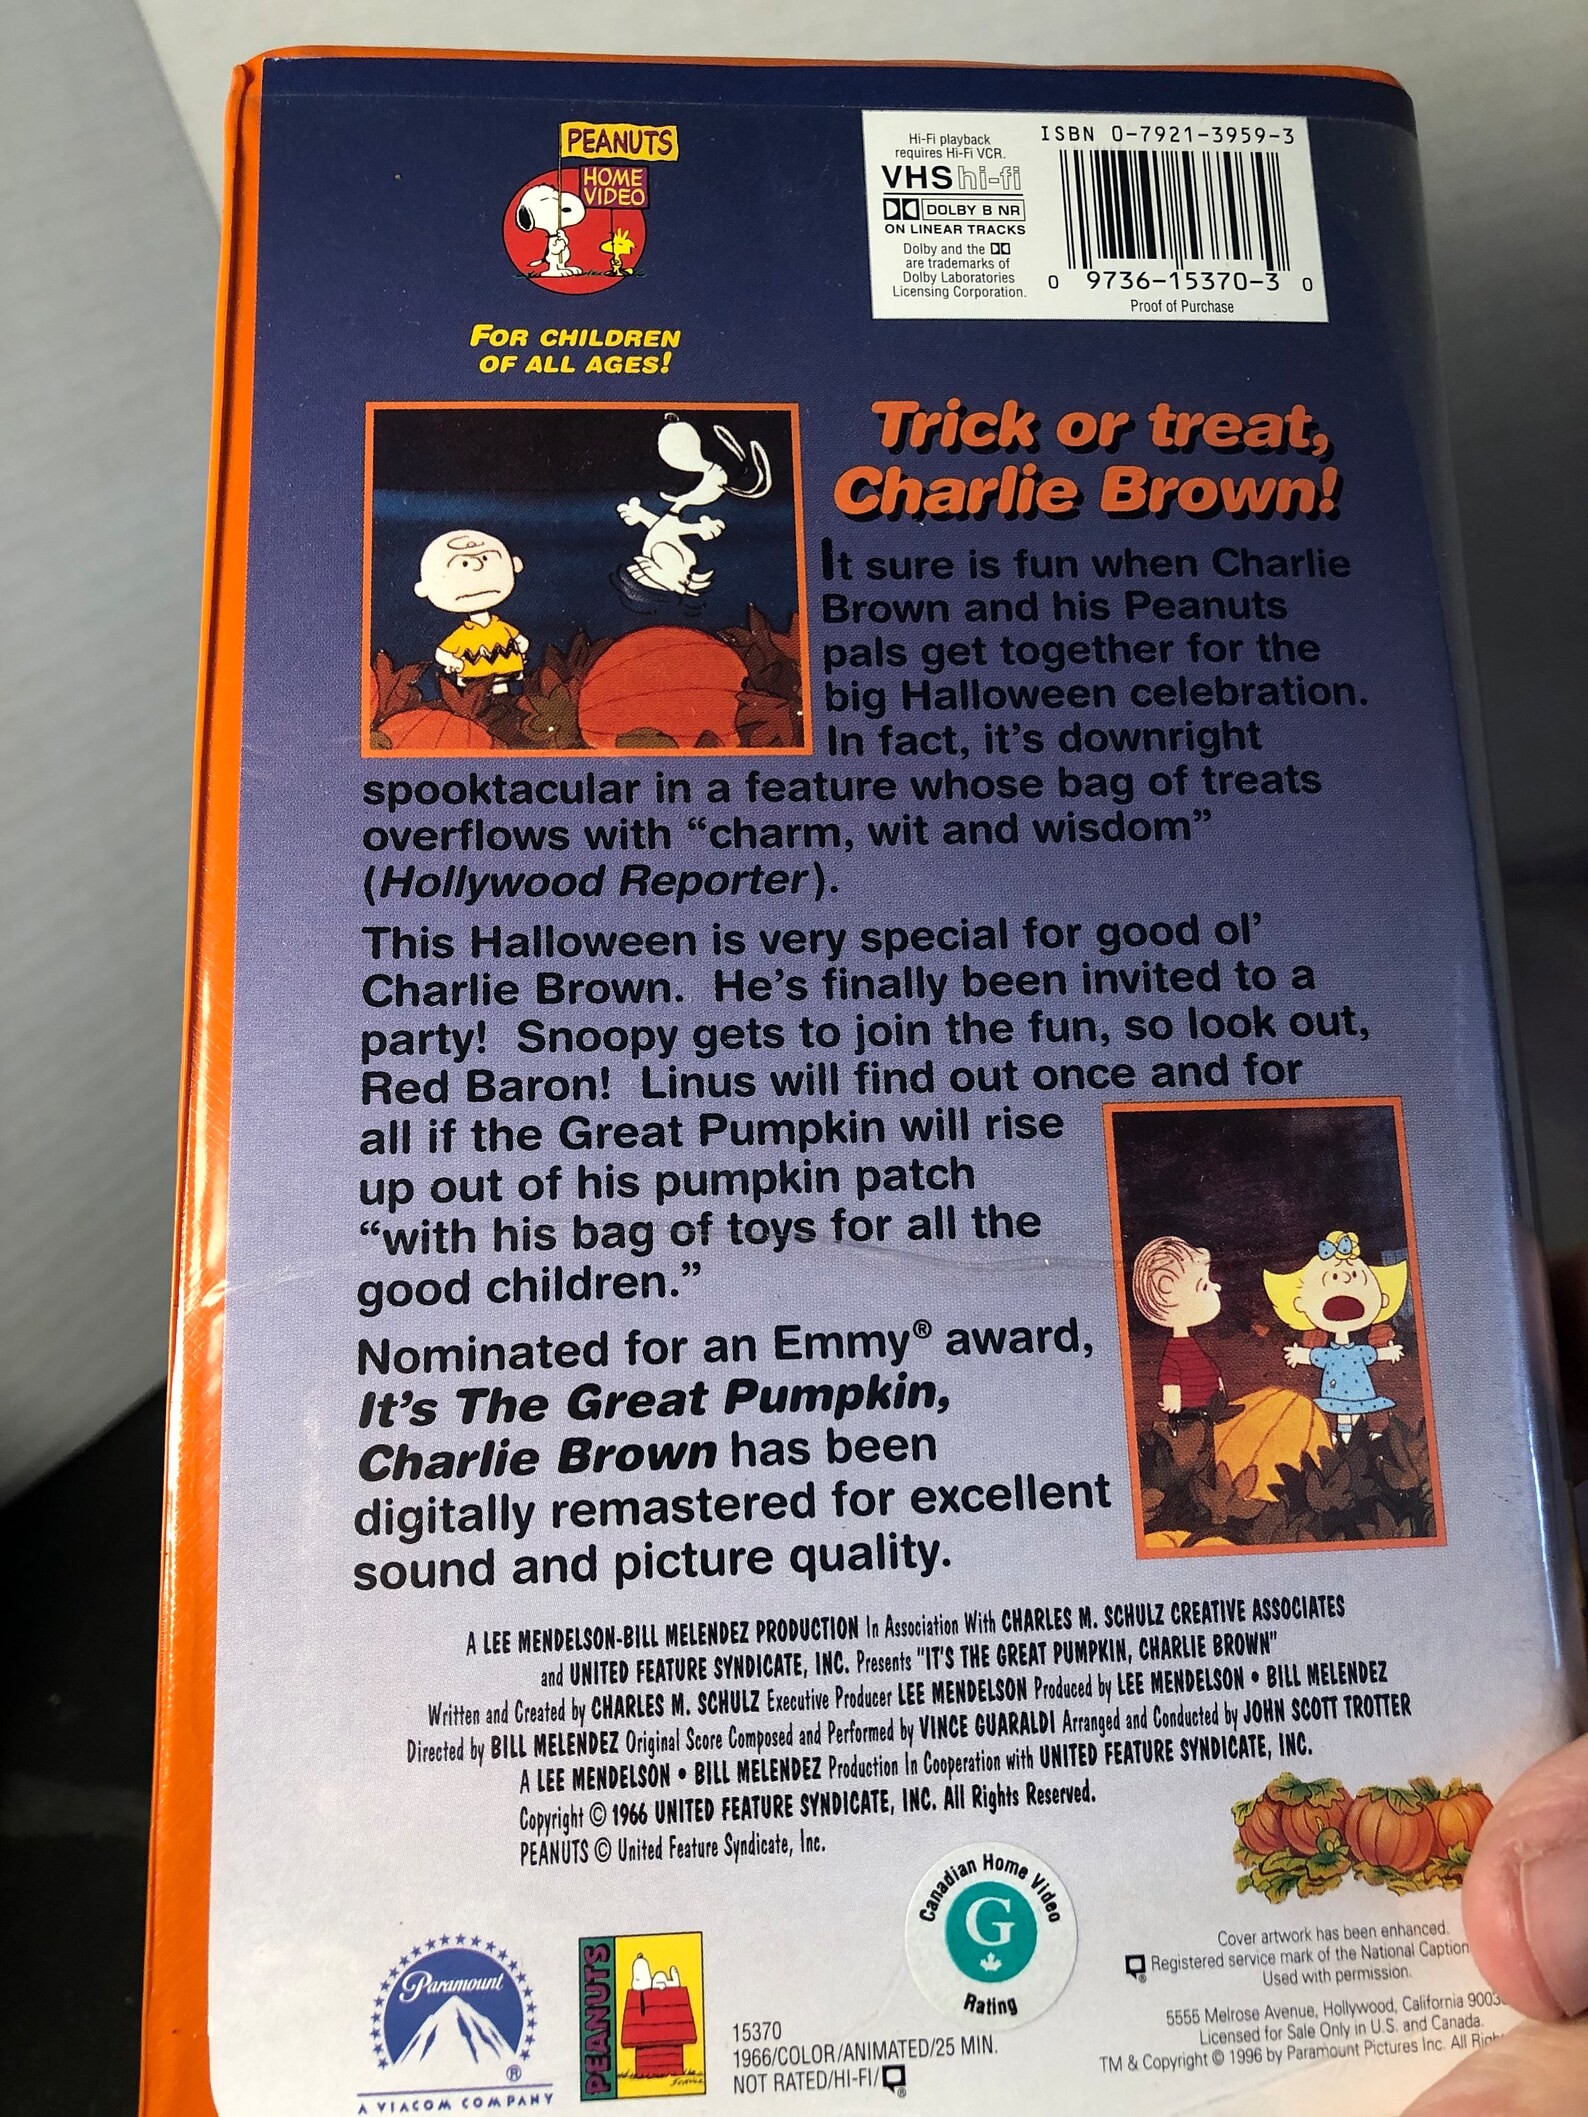 PEANUTS
HOME
VIDEO
FOR CHILDREN
OF ALL AGES!
Hi-Fi playback
requires Hi-Fi VCR.
VHS hi-fi
DOLBY B NR
ON LINEAR TRACKS
Dolby and the
are trademarks of
Dolby Laboratories
Licensing Corporation.
ISBN 0-7921-3959-3
0 9736-15370-3 0
Proof of Purchase
Trick or treat,
Charlie Brown!
It sure is fun when Charlie
Brown and his Peanuts
pals get together for the
big Halloween celebration.
In fact, it's downright
spooktacular in a feature whose bag of treats
overflows with “charm, wit and wisdom”
(Hollywood Reporter).
This Halloween is very special for good ol’
Charlie Brown. He’s finally been invited to a
party! Snoopy gets to join the fun, so look out,
Red Baron! Linus will find out once and for
all if the Great Pumpkin will rise
up out of his pumpkin patch
“with his bag of toys for all the
good children.”
Nominated for an Emmy® award,
It’s The Great Pumpkin,
Charlie Brown has been
digitally remastered for excellent
sound and picture quality.
A LEE MENDELSON-BILL MELENDEZ PRODUCTION In Association With CHARLES M. SCHULZ CREATIVE ASSOCIATES
and UNITED FEATURE SYNDICATE, INC. Presents "IT'S THE GREAT PUMPKIN, CHARLIE BROWN"
Written and Created by CHARLES M. SCHULZ Executive Producer LEE MENDELSON Produced by LEE MENDELSON • BILL MELENDEZ
Directed by BILL MELENDEZ Original Score Composed and Performed by VINCE GUARALDI Arranged and Conducted by JOHN SCOTT TROTTER
A LEE MENDELSON • BILL MELENDEZ Production In Cooperation with UNITED FEATURE SYNDICATE, INC.
Copyright © 1966 UNITED FEATURE SYNDICATE, INC. All Rights Reserved.
PEANUTS © United Feature Syndicate, Inc.
Paramount
®
A VIACOM COMPANY
PEANUTS
15370
1966/COLOR/ANIMATED/25 MIN.
NOT RATED/HI-FI/
®
Canadian Home Video
G
Rating
Cover artwork has been enhanced.
Registered service mark of the National Caption
Used with permission.
5555 Melrose Avenue, Hollywood, California 9003
Licensed for Sale Only in U.S. and Canada.
TM & Copyright © 1996 by Paramount Pictures Inc. All